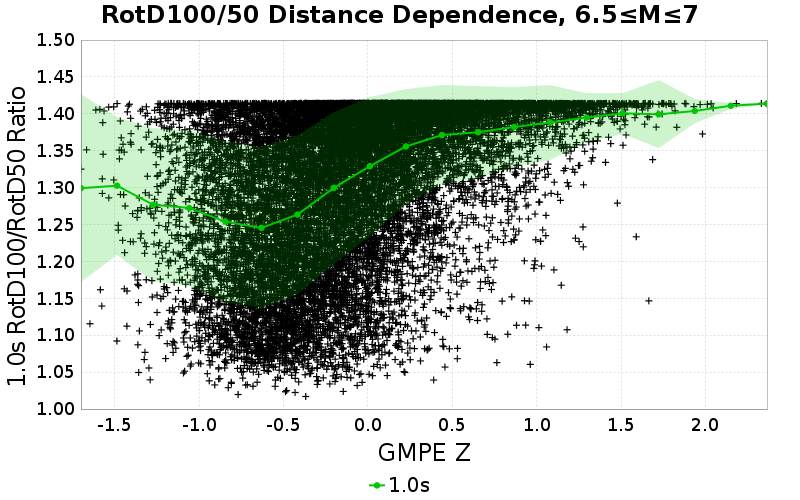 RotD100/50 Distance Dependence, 6.5≤M≤7
1.0s RotD100/RotD50 Ratio
1.50
1.45
1.40
1.35
1.30
1.25
1.20
1.15
1.10
1.05
1.00
-1.5 -1.0 -0.5 0.0 0.5 1.0 1.5 2.0
GMPE Z
1.0s